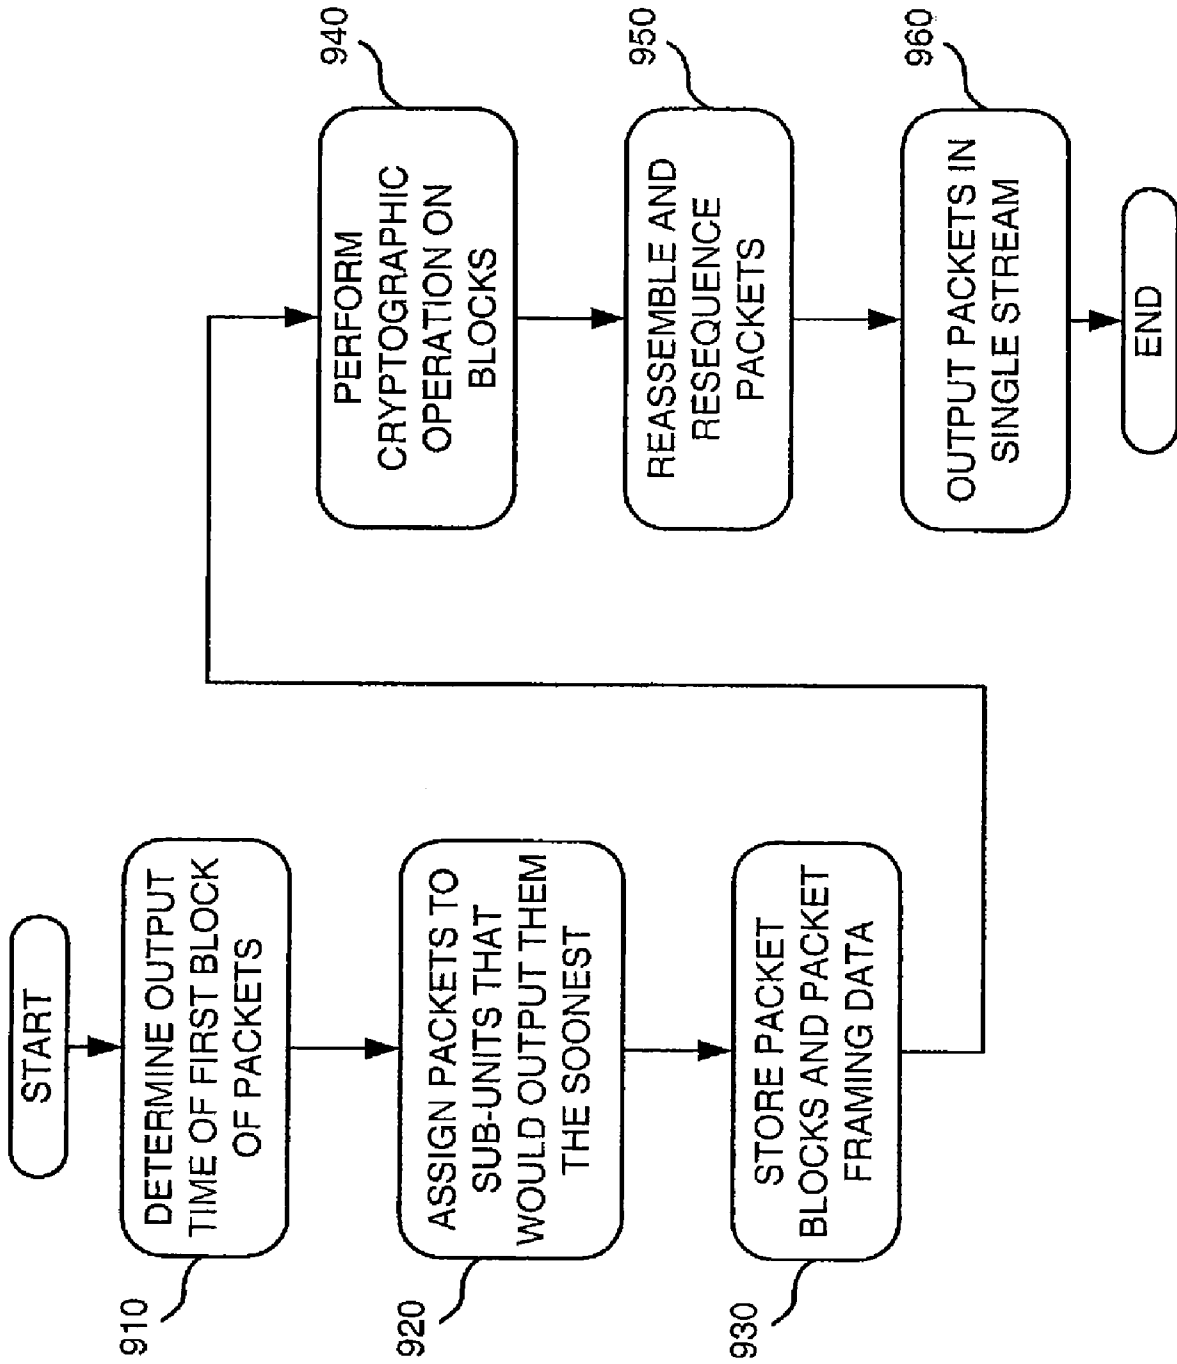 START
DETERMINE OUTPUT
TIME OF FIRST BLOCK
OF PACKETS
910
ASSIGN PACKETS TO
SUB-UNITS THAT
WOULD OUTPUT THEM
THE SOONEST
920
STORE PACKET
BLOCKS AND PACKET
FRAMING DATA
930
PERFORM
CRYPTOGRAPHIC
OPERATION ON
BLOCKS
940
REASSEMBLE AND
RESEQUENCE
PACKETS
950
OUTPUT PACKETS IN
SINGLE STREAM
960
END